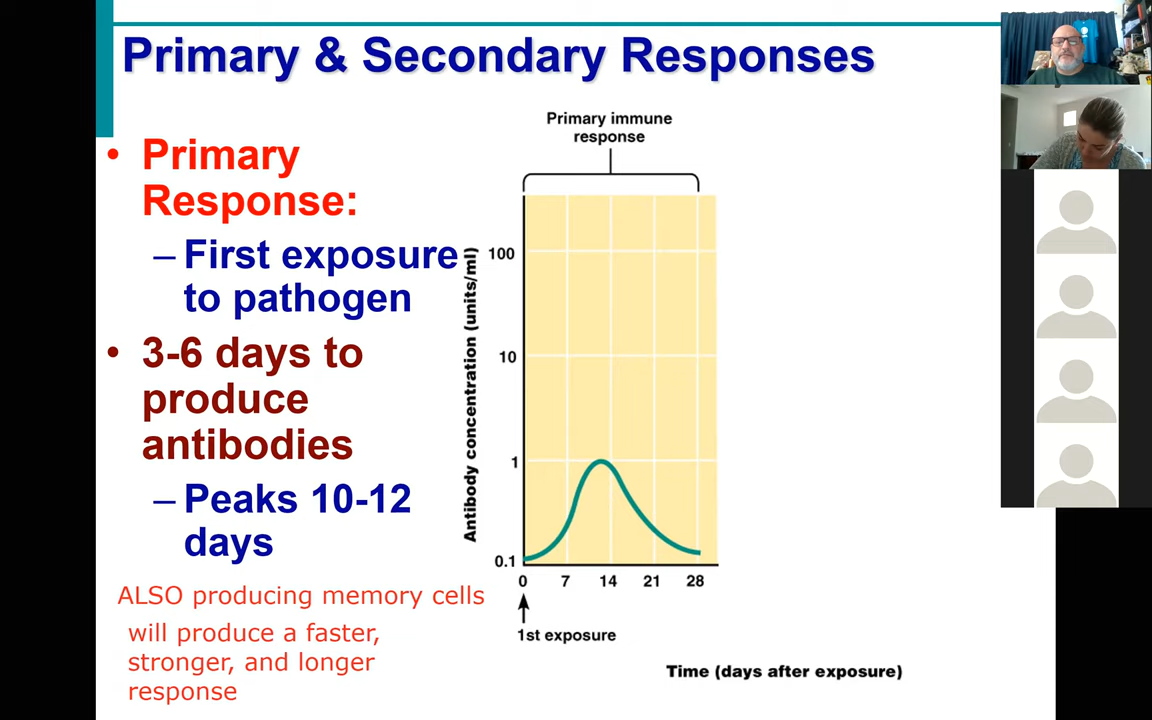 Primary & Secondary Responses
• Primary
Response:
– First exposure
to pathogen
• 3-6 days to
produce
antibodies
– Peaks 10-12
days
ALSO producing memory cells
will produce a faster,
stronger, and longer
response
Primary immune
response
Antibody concentration (units/ml)
100
10
1
0.1
0 7 14 21 28
1st exposure
Time (days after exposure)